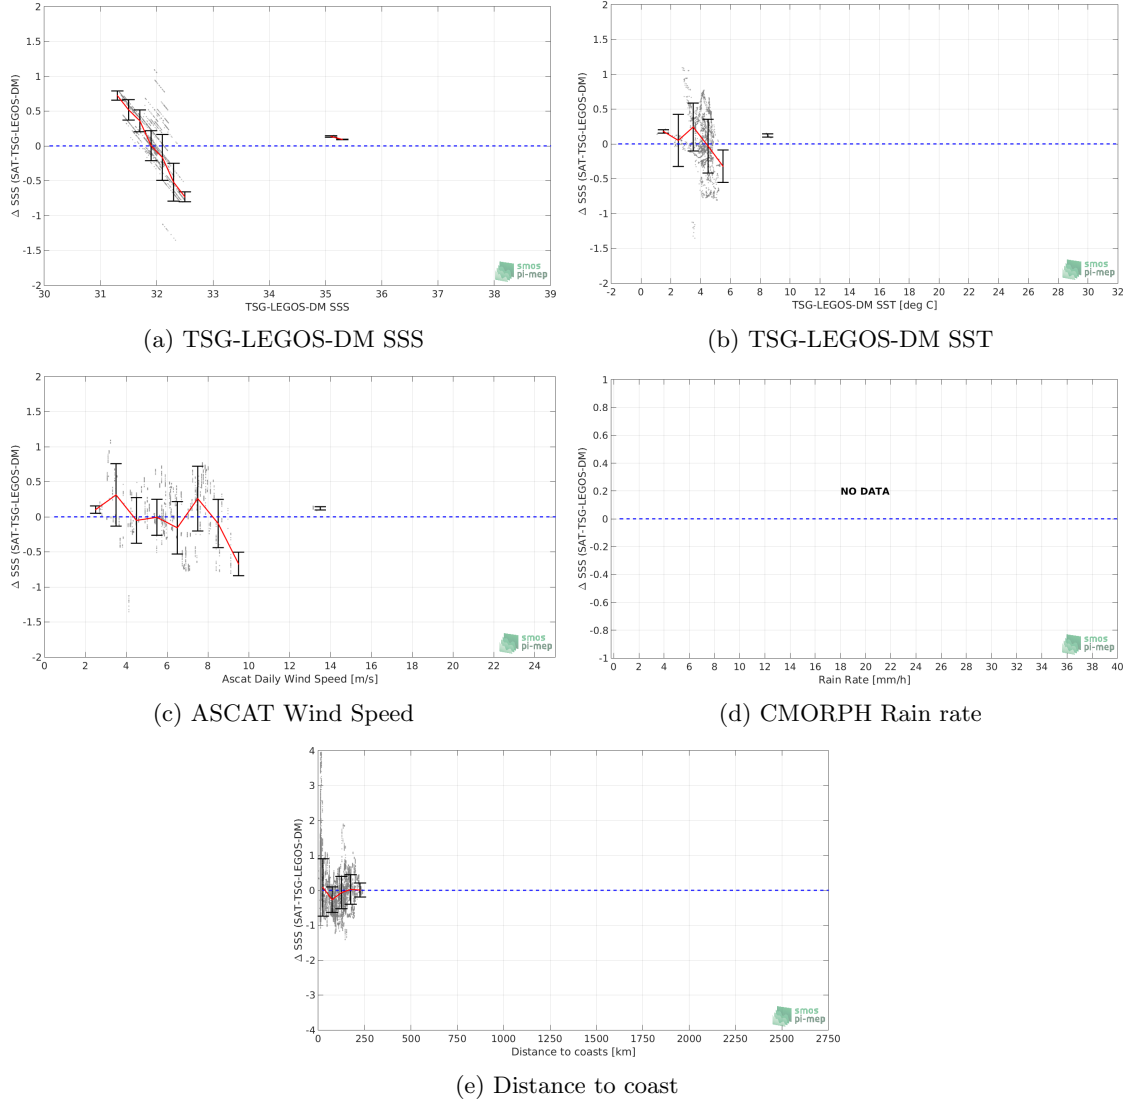 2
1.5
1
0.5
0
-0.5
-1
-1.5
-2
Δ SSS (SAT-TSG-LEGOS-DM)
30 31 32 33 34 35 36 37 38 39
TSG-LEGOS-DM SSS
smos
pi-mep
(a) TSG-LEGOS-DM SSS
2
1.5
1
0.5
0
-0.5
-1
-1.5
-2
Δ SSS (SAT-TSG-LEGOS-DM)
-2 0 2 4 6 8 10 12 14 16 18 20 22 24 26 28 30 32
TSG-LEGOS-DM SST [deg C]
smos
pi-mep
(b) TSG-LEGOS-DM SST
2
1.5
1
0.5
0
-0.5
-1
-1.5
-2
Δ SSS (SAT-TSG-LEGOS-DM)
0 2 4 6 8 10 12 14 16 18 20 22 24
Ascat Daily Wind Speed [m/s]
smos
pi-mep
(c) ASCAT Wind Speed
1
0.8
0.6
0.4
0.2
0
-0.2
-0.4
-0.6
-0.8
-1
Δ SSS (SAT-TSG-LEGOS-DM)
NO DATA
0 2 4 6 8 10 12 14 16 18 20 22 24 26 28 30 32 34 36 38 40
Rain Rate [mm/h]
smos
pi-mep
(d) CMORPH Rain rate
4
3
2
1
0
-1
-2
-3
-4
Δ SSS (SAT-TSG-LEGOS-DM)
0 250 500 750 1000 1250 1500 1750 2000 2250 2500 2750
Distance to coasts [km]
smos
pi-mep
(e) Distance to coast